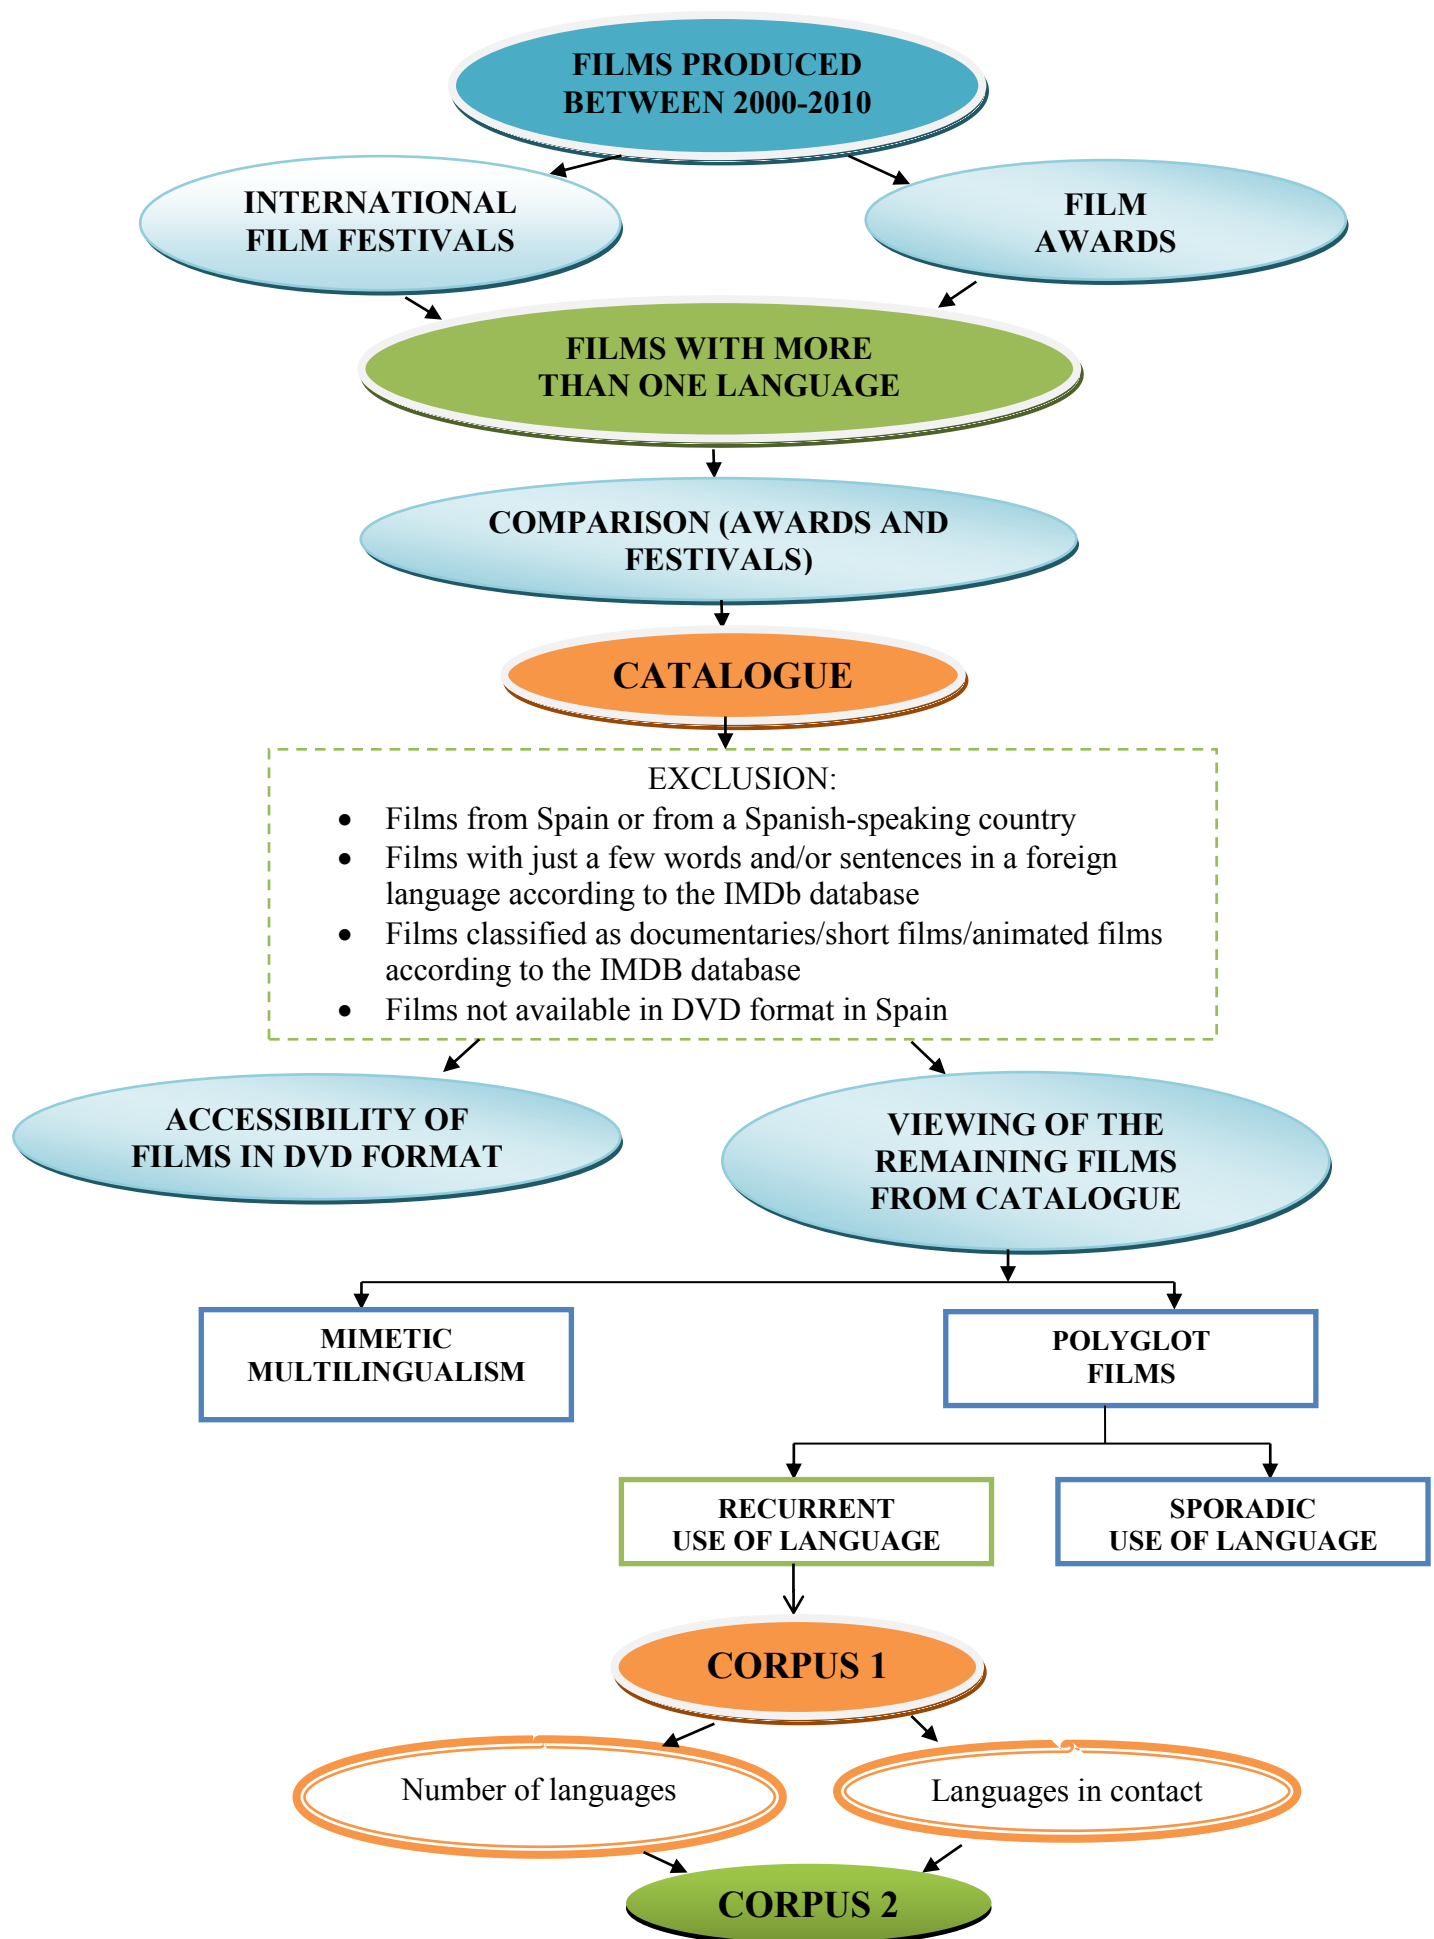 FILMS PRODUCED
BETWEEN 2000-2010
INTERNATIONAL
FILM FESTIVALS
FILM
AWARDS
FILMS WITH MORE
THAN ONE LANGUAGE
COMPARISON (AWARDS AND
FESTIVALS)
CATALOGUE
EXCLUSION:
• Films from Spain or from a Spanish-speaking country
• Films with just a few words and/or sentences in a foreign
language according to the IMDb database
• Films classified as documentaries/short films/animated films
according to the IMDB database
• Films not available in DVD format in Spain
ACCESSIBILITY OF
FILMS IN DVD FORMAT
VIEWING OF THE
REMAINING FILMS
FROM CATALOGUE
MIMETIC
MULTILINGUALISM
POLYGLOT
FILMS
RECURRENT
USE OF LANGUAGE
SPORADIC
USE OF LANGUAGE
CORPUS 1
Number of languages
Languages in contact
CORPUS 2